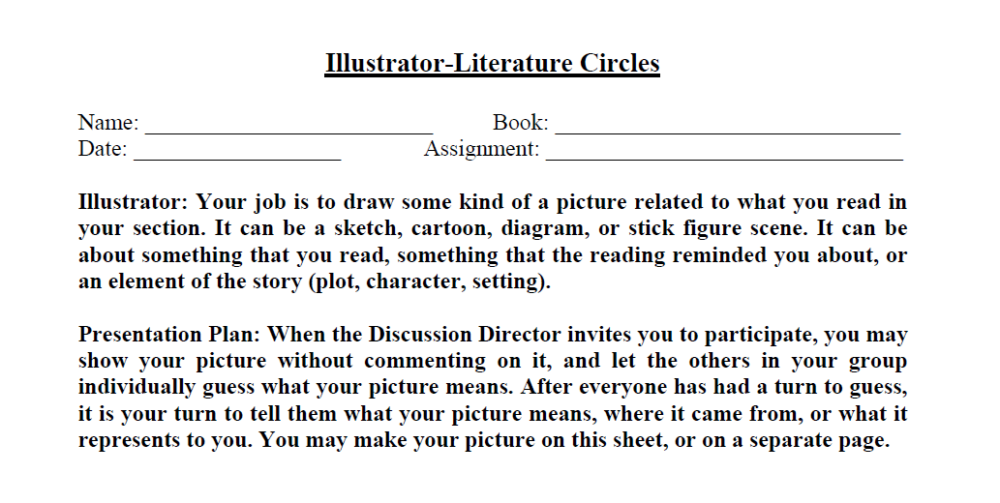 Illustrator-Literature Circles
Name: _________________________ Book: ______________________________
Date: __________________ Assignment: _______________________________
Illustrator: Your job is to draw some kind of a picture related to what you read in
your section. It can be a sketch, cartoon, diagram, or stick figure scene. It can be
about something that you read, something that the reading reminded you about, or
an element of the story (plot, character, setting).
Presentation Plan: When the Discussion Director invites you to participate, you may
show your picture without commenting on it, and let the others in your group
individually guess what your picture means. After everyone has had a turn to guess,
it is your turn to tell them what your picture means, where it came from, or what it
represents to you. You may make your picture on this sheet, or on a separate page.